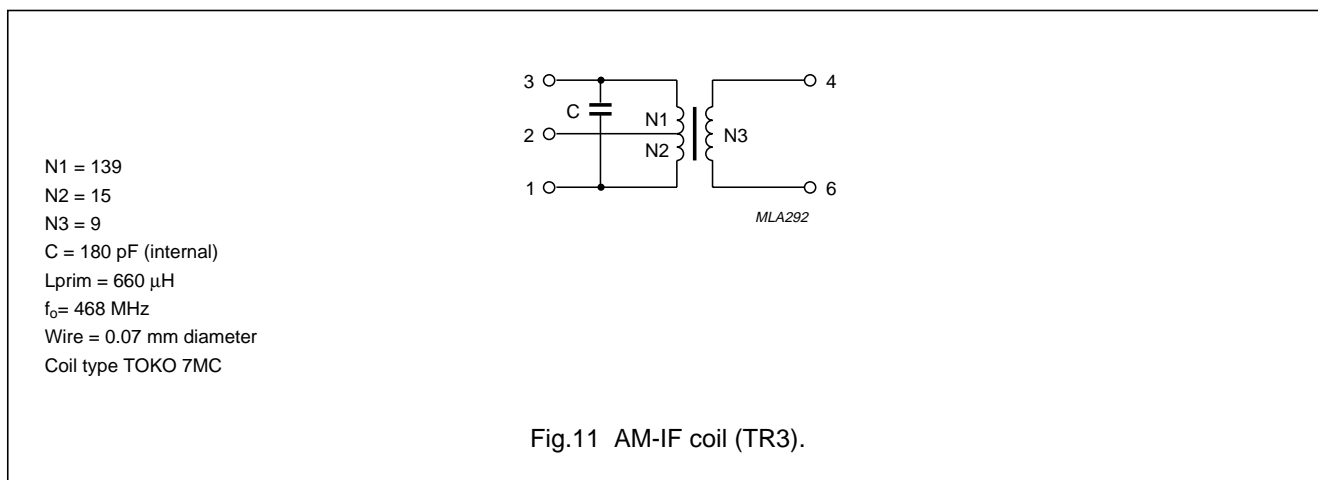 3
4
C
N1
2
N3
N2
1
6
MLA292
N1 = 139
N2 = 15
N3 = 9
C = 180 pF (internal)
Lprim = 660 µH
fo= 468 MHz
Wire = 0.07 mm diameter
Coil type TOKO 7MC
Fig.11 AM-IF coil (TR3).